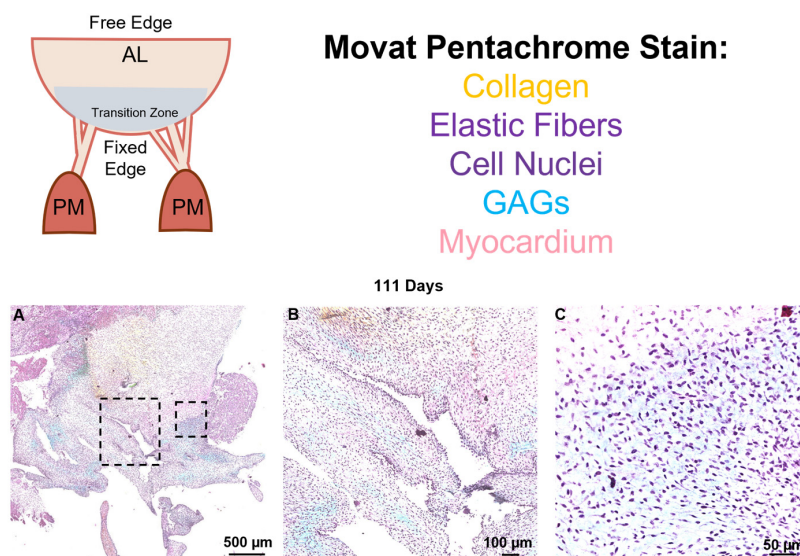 Free Edge
AL
Transition Zone
Fixed
Edge
PM
PM
Movat Pentachrome Stain:
Collagen
Elastic Fibers
Cell Nuclei
GAGs
Myocardium
111 Days
A
500 µm
B
100 µm
C
50 µm